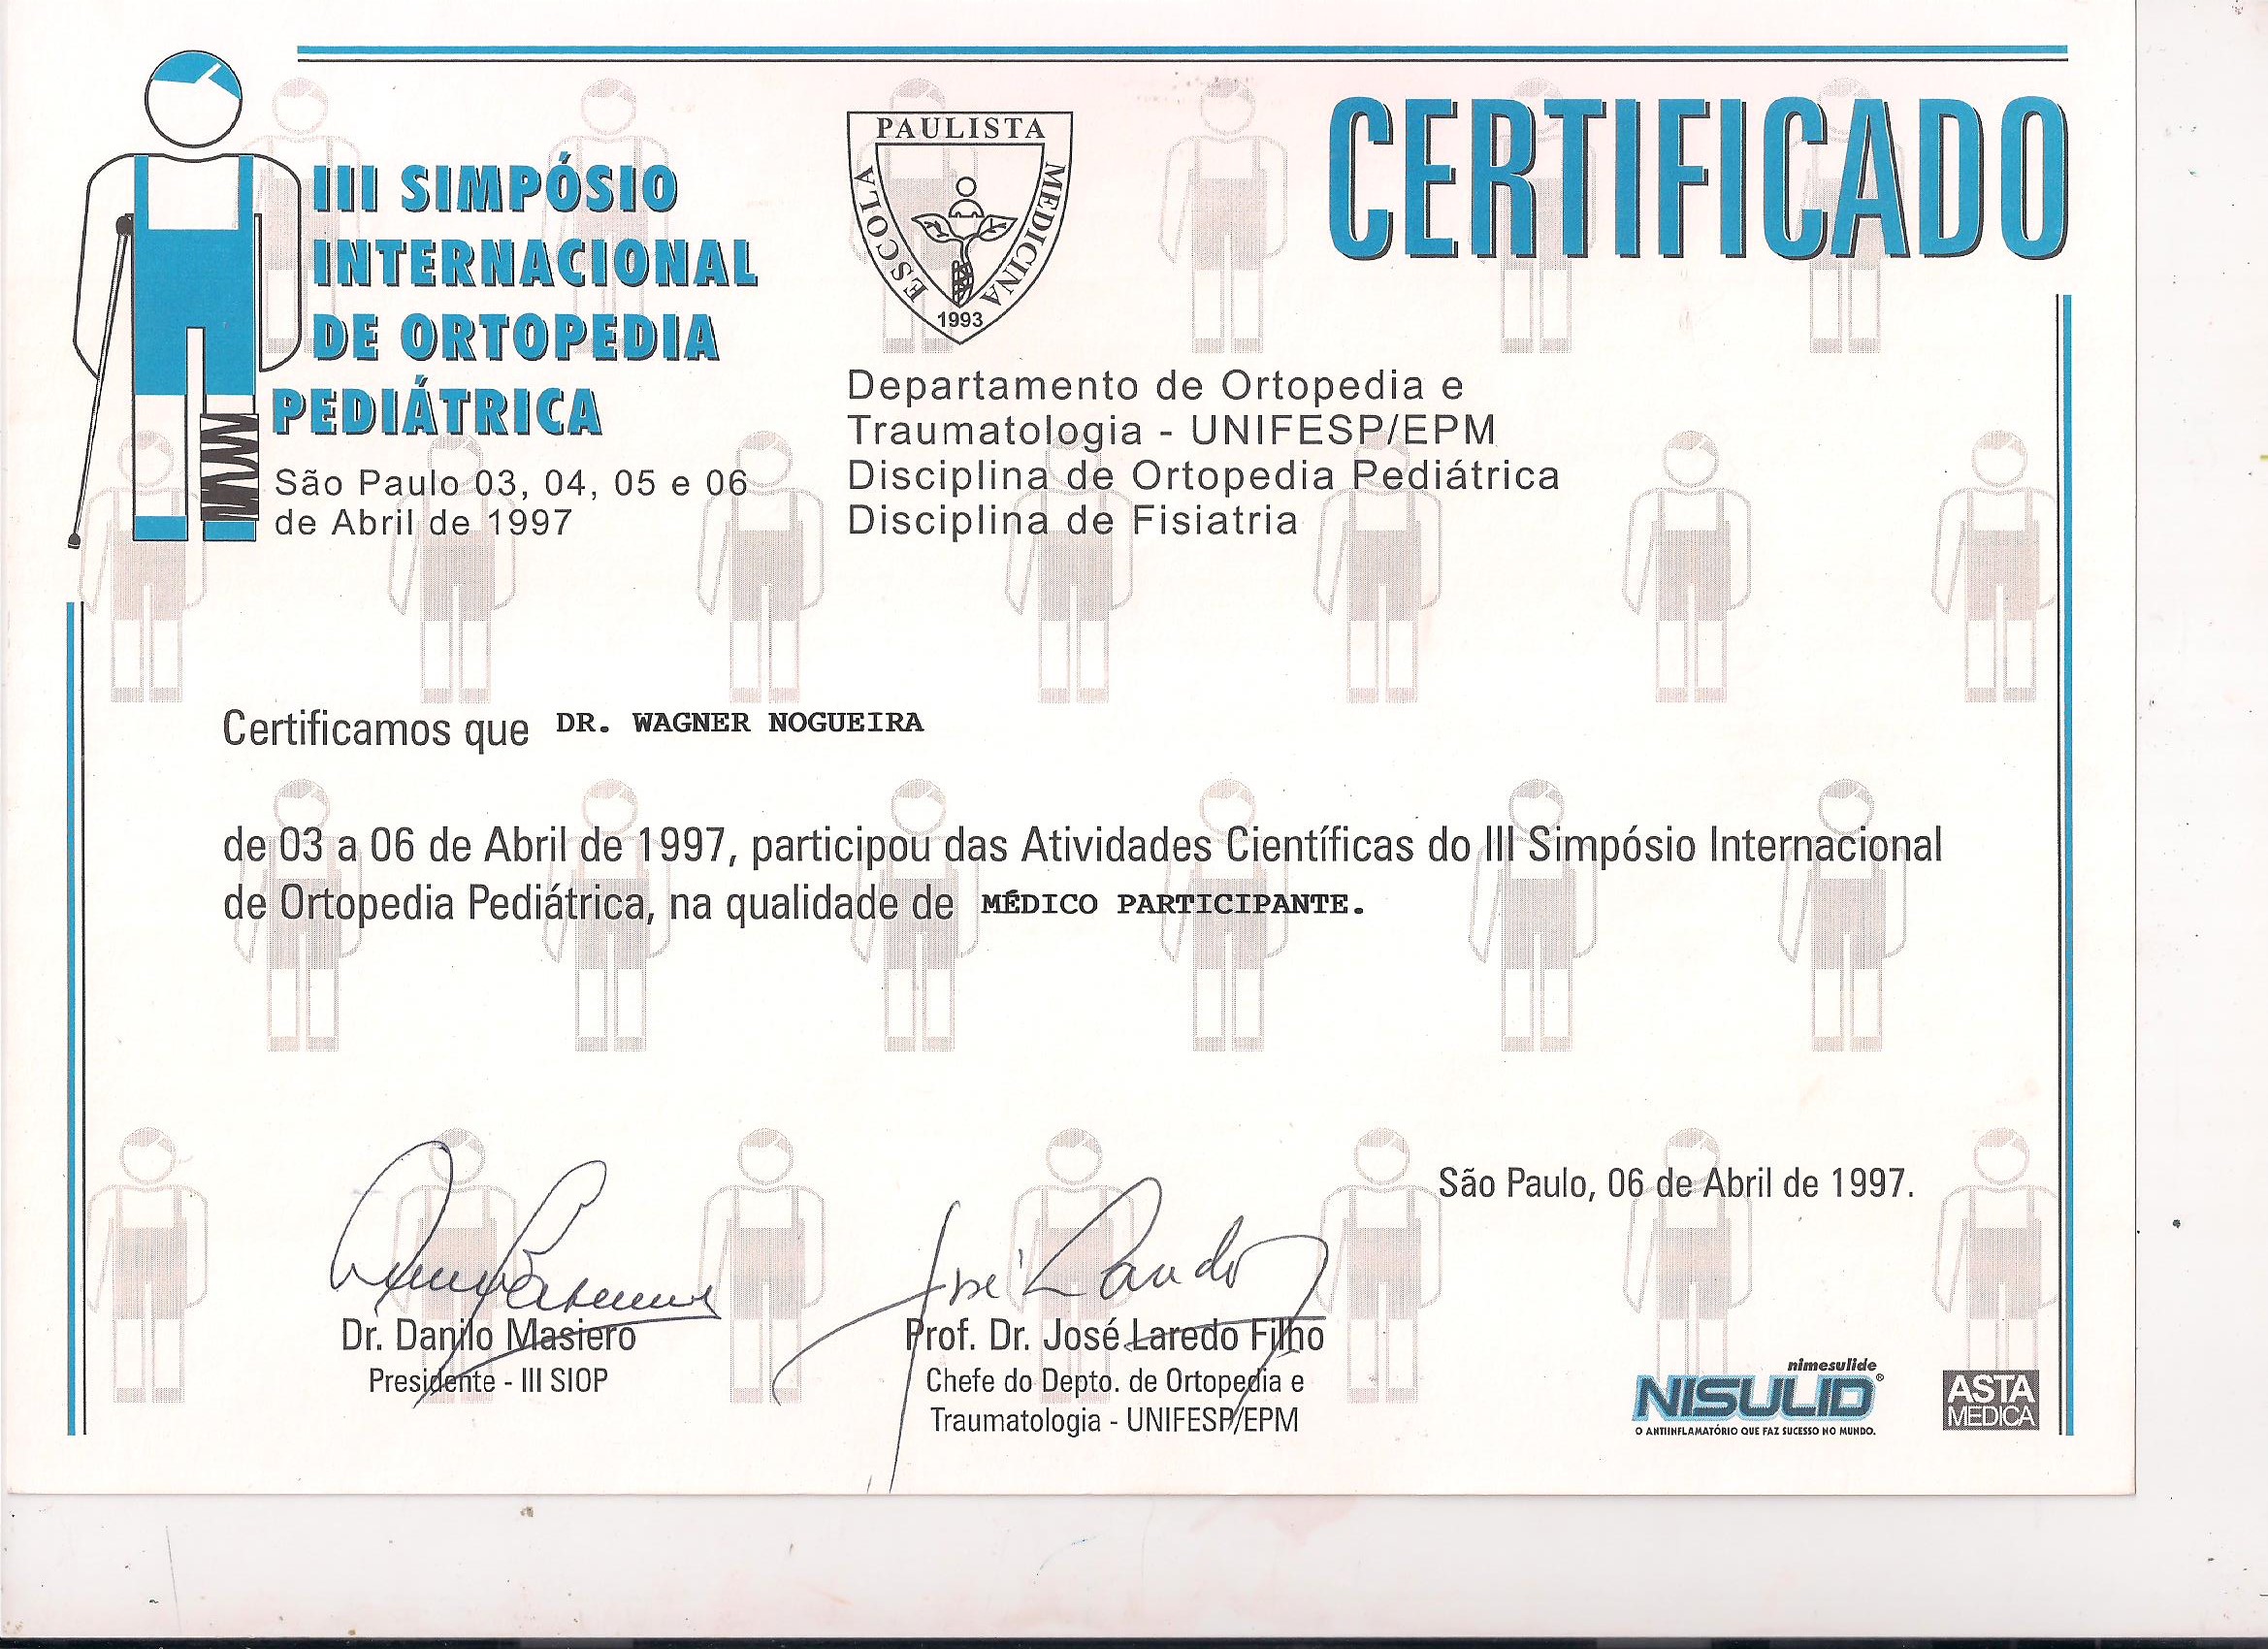 CERTIFICADO
III SIMPÓSIO
INTERNACIONAL
DE ORTOPEDIA
PEDIÁTRICA
São Paulo 03, 04, 05 e 06
de Abril de 1997
ESCOLA PAULISTA MEDICINA
1993
Departamento de Ortopedia e
Traumatologia - UNIFESP/EPM
Disciplina de Ortopedia Pediátrica
Disciplina de Fisiatria
Certificamos que DR. WAGNER NOGUEIRA
de 03 a 06 de Abril de 1997, participou das Atividades Científicas do III Simpósio Internacional
de Ortopedia Pediátrica, na qualidade de MÉDICO PARTICIPANTE.
São Paulo, 06 de Abril de 1997.
José Laredo
Dr. Danilo Masiero
Presidente - III SIOP
Prof. Dr. José Laredo Filho
Chefe do Depto. de Ortopedia e
Traumatologia - UNIFESP/EPM
nimesulide
NISULID®
O ANTIINFLAMATÓRIO QUE FAZ SUCESSO NO MUNDO.
ASTA
MEDICA